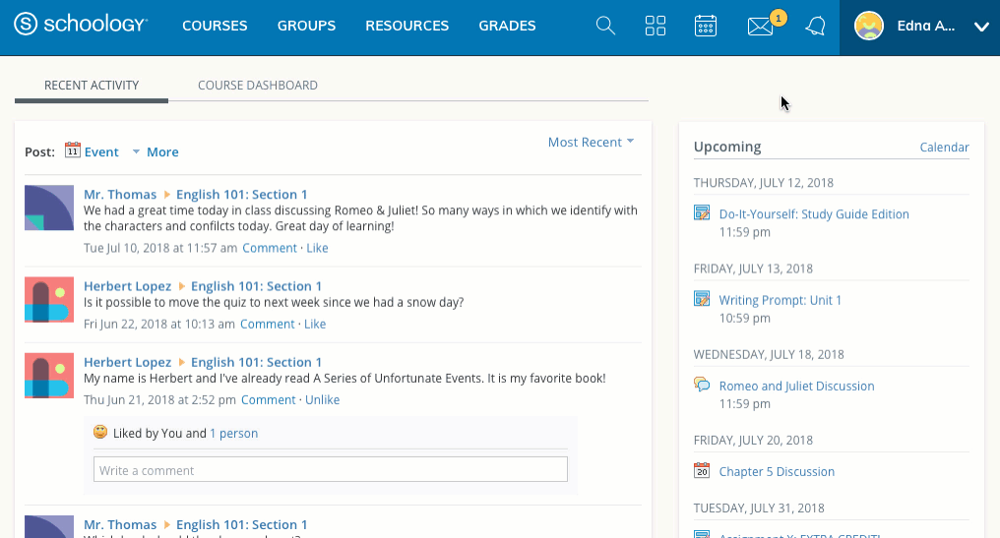 schoology COURSES GROUPS RESOURCES GRADES 1 Edna A...
RECENT ACTIVITY COURSE DASHBOARD
Post: 11 Event More
Most Recent
Mr. Thomas English 101: Section 1
We had a great time today in class discussing Romeo & Juliet! So many ways in which we identify with
the characters and confilcts today. Great day of learning!
Tue Jul 10, 2018 at 11:57 am Comment · Like
Herbert Lopez English 101: Section 1
Is it possible to move the quiz to next week since we had a snow day?
Fri Jun 22, 2018 at 10:13 am Comment · Like
Herbert Lopez English 101: Section 1
My name is Herbert and I've already read A Series of Unfortunate Events. It is my favorite book!
Thu Jun 21, 2018 at 2:52 pm Comment · Unlike
Liked by You and 1 person
Write a comment
Mr. Thomas English 101: Section 1
Upcoming Calendar
THURSDAY, JULY 12, 2018
Do-It-Yourself: Study Guide Edition
11:59 pm
FRIDAY, JULY 13, 2018
Writing Prompt: Unit 1
10:59 pm
WEDNESDAY, JULY 18, 2018
Romeo and Juliet Discussion
11:59 pm
FRIDAY, JULY 20, 2018
20 Chapter 5 Discussion
TUESDAY, JULY 31, 2018
Assignment X: EXTRA CREDIT!